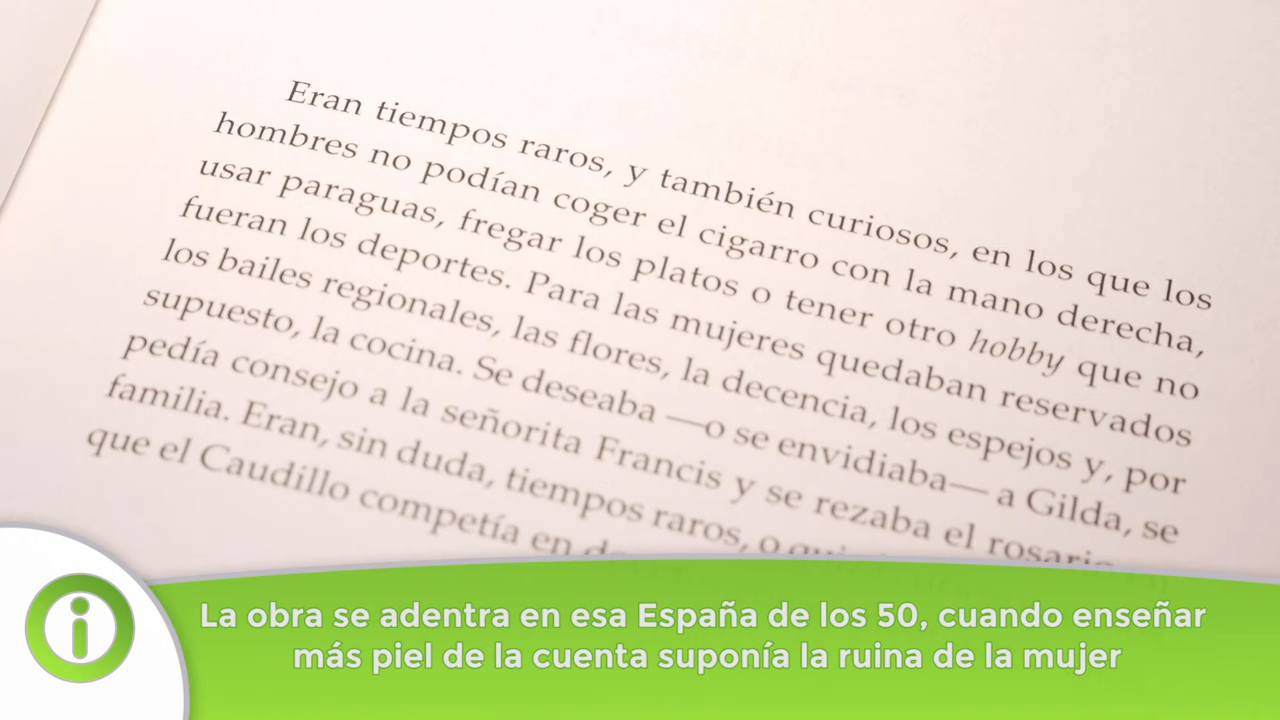 Eran tiempos raros, y también curiosos, en los que los
hombres no podían coger el cigarro con la mano derecha,
usar paraguas, fregar los platos o tener otro hobby que no
fueran los deportes. Para las mujeres quedaban reservados
los bailes regionales, las flores, la decencia, los espejos y, por
supuesto, la cocina. Se deseaba —o se envidiaba— a Gilda, se
pedía consejo a la señorita Francis y se rezaba el rosario en
familia. Eran, sin duda, tiempos raros, o
que el Caudillo competía en
La obra se adentra en esa España de los 50, cuando enseñar
más piel de la cuenta suponía la ruina de la mujer